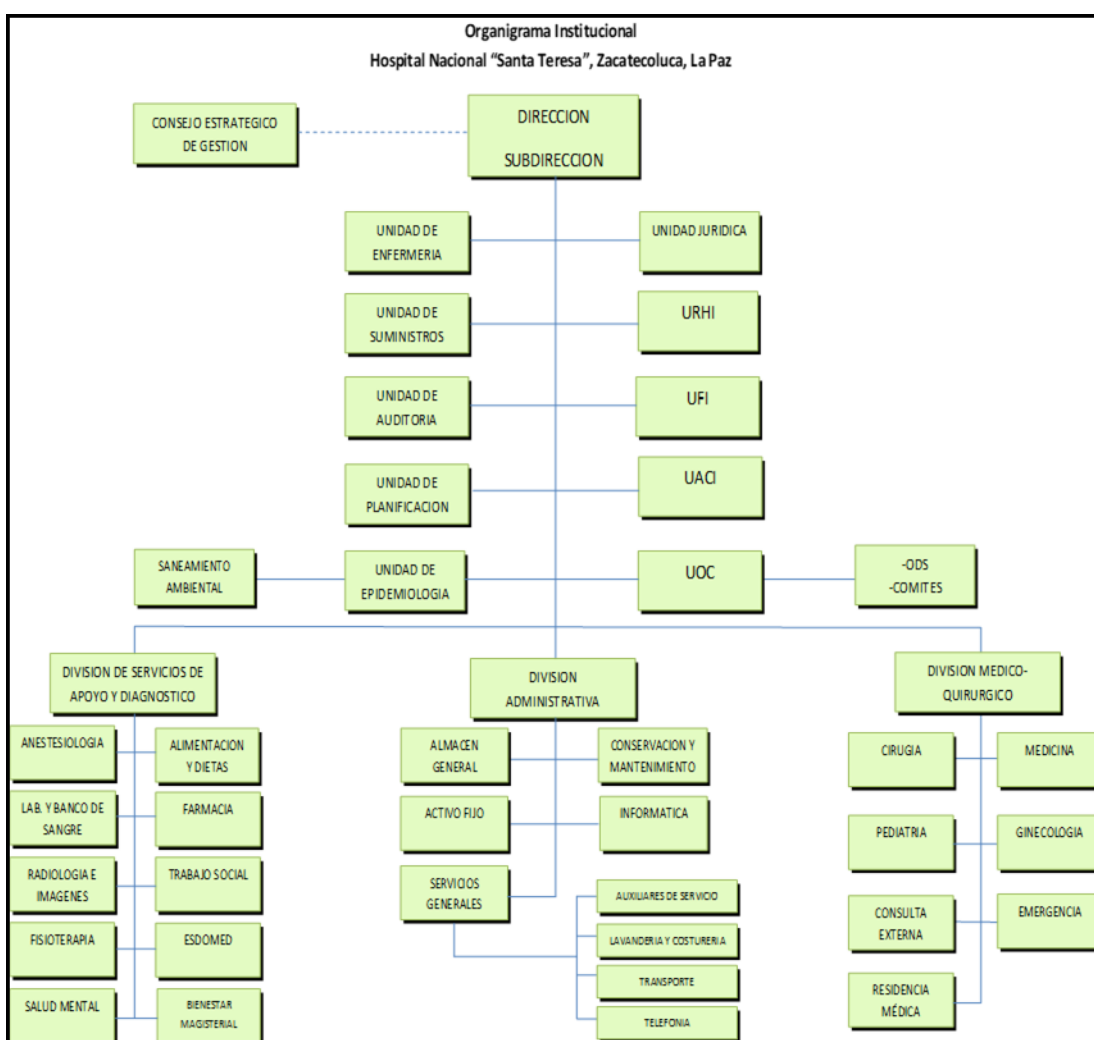 Organigrama Institucional
Hospital Nacional “Santa Teresa”, Zacatecoluca, La Paz
CONSEJO ESTRATEGICO
DE GESTION
DIRECCION
SUBDIRECCION
UNIDAD DE
ENFERMERIA
UNIDAD JURIDICA
UNIDAD DE
SUMINISTROS
URHI
UNIDAD DE
AUDITORIA
UFI
UNIDAD DE
PLANIFICACION
UACI
SANEAMIENTO
AMBIENTAL
UNIDAD DE
EPIDEMIOLOGIA
UOC
-ODS
-COMITES
DIVISION DE SERVICIOS DE
APOYO Y DIAGNOSTICO
DIVISION
ADMINISTRATIVA
DIVISION MEDICO-
QUIRURGICO
ANESTESIOLOGIA
ALIMENTACION
Y DIETAS
LAB. Y BANCO DE
SANGRE
FARMACIA
RADIOLOGIA E
IMAGENES
TRABAJO SOCIAL
FISIOTERAPIA
ESDOMED
SALUD MENTAL
BIENESTAR
MAGISTERIAL
ALMACEN
GENERAL
CONSERVACION Y
MANTENIMIENTO
ACTIVO FIJO
INFORMATICA
SERVICIOS
GENERALES
AUXILIARES DE SERVICIO
LAVANDERIA Y COSTURERIA
TRANSPORTE
TELEFONIA
CIRUGIA
MEDICINA
PEDIATRIA
GINECOLOGIA
CONSULTA
EXTERNA
EMERGENCIA
RESIDENCIA
MÉDICA